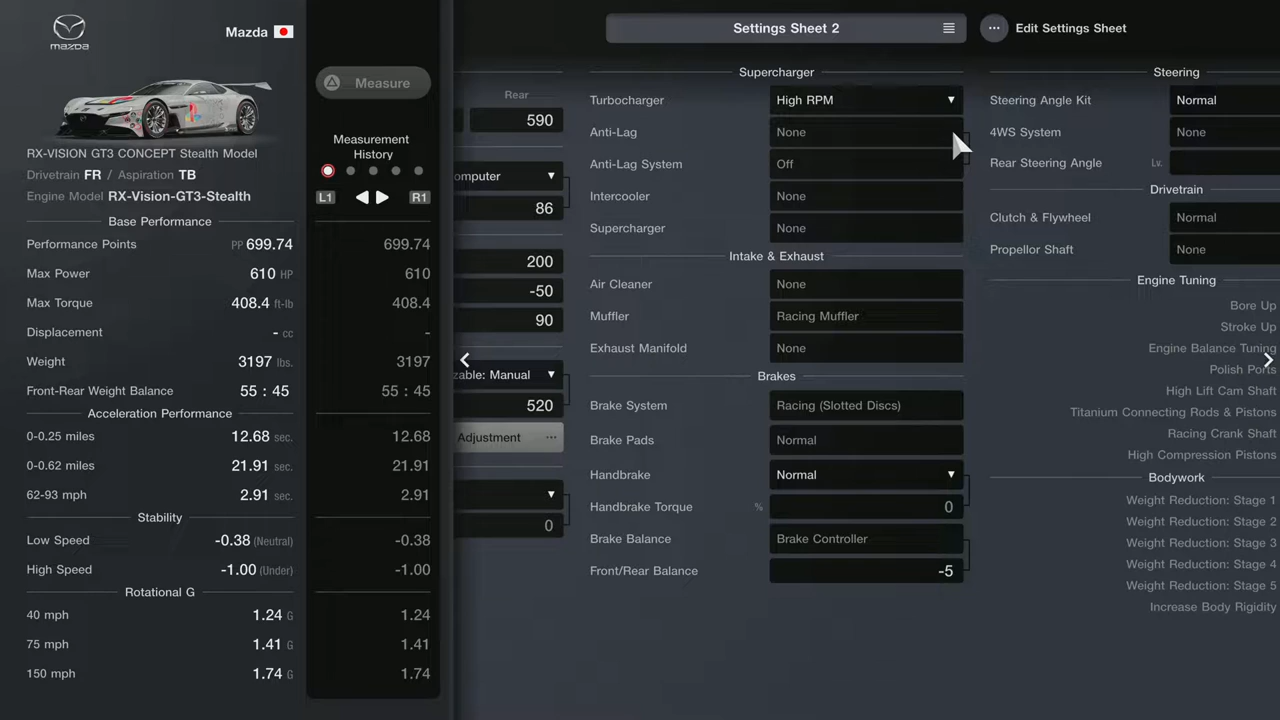 mazda
Mazda
RX-VISION GT3 CONCEPT Stealth Model
Drivetrain FR / Aspiration TB
Engine Model RX-Vision-GT3-Stealth
Base Performance
Performance Points PP 699.74
Max Power 610 HP
Max Torque 408.4 ft-lb
Displacement - cc
Weight 3197 lbs.
Front-Rear Weight Balance 55 : 45
Acceleration Performance
0-0.25 miles 12.68 sec.
0-0.62 miles 21.91 sec.
62-93 mph 2.91 sec.
Stability
Low Speed -0.38 (Neutral)
High Speed -1.00 (Under)
Rotational G
40 mph 1.24 G
75 mph 1.41 G
150 mph 1.74 G
Measure
Measurement
History
L1 R1
699.74
610
408.4
-
3197
55 : 45
12.68
21.91
2.91
-0.38
-1.00
1.24
1.41
1.74
Settings Sheet 2
Edit Settings Sheet
Rear
590
omputer
86
200
-50
90
zable: Manual
520
Adjustment ...
0
Supercharger
Turbocharger High RPM
Anti-Lag None
Anti-Lag System Off
Intercooler None
Supercharger None
Intake & Exhaust
Air Cleaner None
Muffler Racing Muffler
Exhaust Manifold None
Brakes
Brake System Racing (Slotted Discs)
Brake Pads Normal
Handbrake Normal
Handbrake Torque % 0
Brake Balance Brake Controller
Front/Rear Balance -5
Steering
Steering Angle Kit Normal
4WS System None
Rear Steering Angle Lv.
Drivetrain
Clutch & Flywheel Normal
Propellor Shaft None
Engine Tuning
Bore Up
Stroke Up
Engine Balance Tuning
Polish Ports
High Lift Cam Shaft
Titanium Connecting Rods & Pistons
Racing Crank Shaft
High Compression Pistons
Bodywork
Weight Reduction: Stage 1
Weight Reduction: Stage 2
Weight Reduction: Stage 3
Weight Reduction: Stage 4
Weight Reduction: Stage 5
Increase Body Rigidity